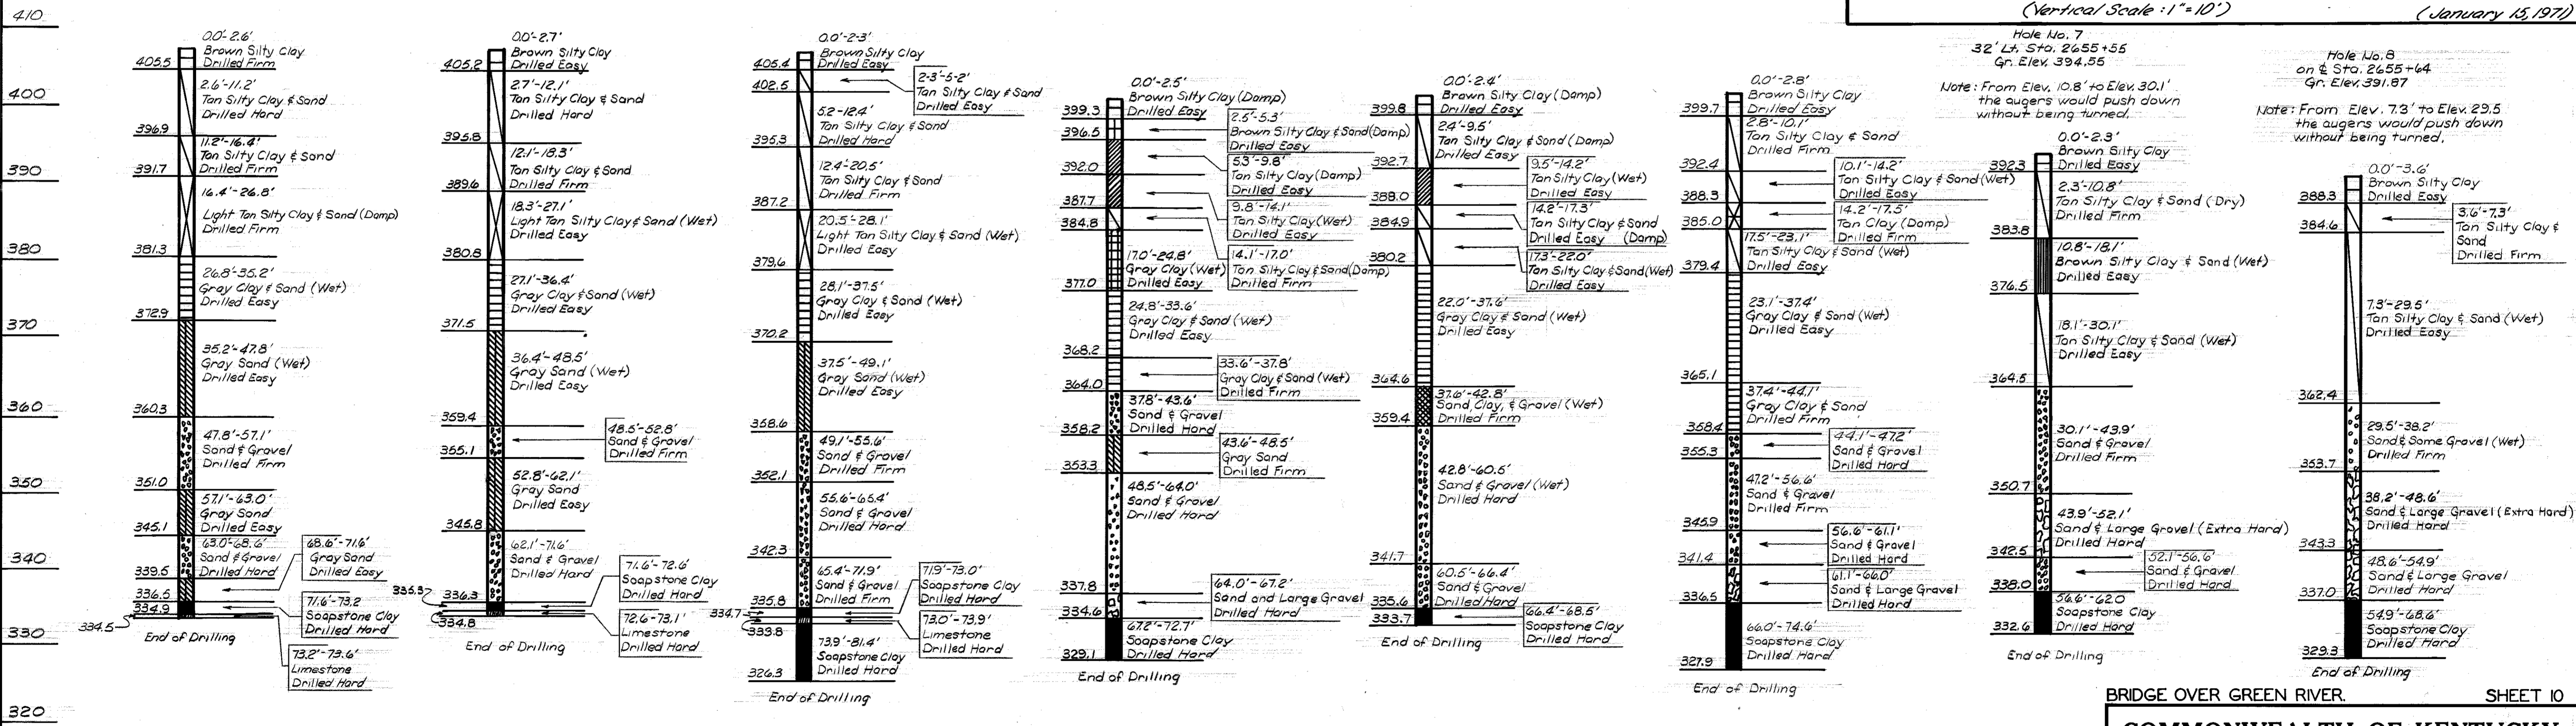 (Vertical Scale : 1"=10')
(January 15, 1971)
410
400
390
380
370
360
350
340
330
320
0.0'-2.6'
Brown Silty Clay
Drilled Firm
405.5
2.6'-11.2'
Tan Silty Clay & Sand
Drilled Hard
396.9
11.2'-16.4'
Tan Silty Clay & Sand
Drilled Firm
391.7
16.4'-26.8'
Light Tan Silty Clay & Sand (Damp)
Drilled Firm
381.3
26.8'-35.2'
Gray Clay & Sand (Wet)
Drilled Easy
372.9
35.2'-47.8'
Gray Sand (Wet)
Drilled Easy
360.3
47.8'-57.1'
Sand & Gravel
Drilled Firm
351.0
57.1'-63.0'
Gray Sand
Drilled Easy
345.1
63.0'-68.6'
Sand & Gravel
Drilled Hard
339.5
68.6'-71.6'
Gray Sand
Drilled Easy
336.5
71.6'-73.2
Soapstone Clay
Drilled Hard
334.9
334.5
73.2'-73.6'
Limestone
Drilled Hard
End of Drilling
0.0'-2.7'
Brown Silty Clay
Drilled Easy
405.2
2.7'-12.1'
Tan Silty Clay & Sand
Drilled Hard
395.8
12.1'-18.3'
Tan Silty Clay & Sand
Drilled Firm
389.6
18.3'-27.1'
Light Tan Silty Clay & Sand (Wet)
Drilled Easy
380.8
27.1'-36.4'
Gray Clay & Sand (Wet)
Drilled Easy
371.5
36.4'-48.5'
Gray Sand (Wet)
Drilled Easy
359.4
48.5'-52.8'
Sand & Gravel
Drilled Firm
355.1
52.8'-62.1'
Gray Sand
Drilled Easy
345.8
62.1'-71.6'
Sand & Gravel
Drilled Hard
336.3
71.6'-72.6'
Soapstone Clay
Drilled Hard
335.3
334.8
72.6'-73.1'
Limestone
Drilled Hard
End of Drilling
0.0'-2.3'
Brown Silty Clay
Drilled Easy
405.4
2.3'-5.2'
Tan Silty Clay & Sand
Drilled Easy
402.5
5.2-12.4'
Tan Silty Clay & Sand
Drilled Hard
395.3
12.4'-20.5'
Tan Silty Clay & Sand
Drilled Firm
387.2
20.5'-28.1'
Light Tan Silty Clay & Sand (Wet)
Drilled Easy
379.6
28.1'-37.5'
Gray Clay & Sand (Wet)
Drilled Easy
370.2
37.5'-49.1'
Gray Sand (Wet)
Drilled Easy
358.6
49.1'-55.6'
Sand & Gravel
Drilled Firm
352.1
55.6'-65.4'
Sand & Gravel
Drilled Hard
342.3
65.4'-71.9'
Sand & Gravel
Drilled Firm
335.8
71.9'-73.0'
Soapstone Clay
Drilled Hard
334.7
333.8
73.0'-73.9'
Limestone
Drilled Hard
73.9'-81.4'
Soapstone Clay
Drilled Hard
326.3
End of Drilling
0.0'-2.5'
Brown Silty Clay (Damp)
Drilled Easy
399.3
2.5'-5.3'
Brown Silty Clay & Sand (Damp)
Drilled Easy
396.5
5.3'-9.8'
Tan Silty Clay (Damp)
Drilled Easy
392.0
9.8'-14.1'
Tan Silty Clay (Wet)
Drilled Easy
387.7
14.1'-17.0'
Tan Silty Clay & Sand (Damp)
Drilled Firm
384.8
17.0'-24.8'
Gray Clay (Wet)
Drilled Easy
377.0
24.8'-33.6'
Gray Clay & Sand (Wet)
Drilled Easy
368.2
33.6'-37.8'
Gray Clay & Sand (Wet)
Drilled Firm
364.0
37.8'-43.6'
Sand & Gravel
Drilled Hard
358.2
43.6'-48.5'
Gray Sand
Drilled Firm
353.3
48.5'-64.0'
Sand & Gravel
Drilled Hard
337.8
64.0'-67.2'
Sand and Large Gravel
Drilled Hard
334.6
67.2'-72.7'
Soapstone Clay
Drilled Hard
329.1
End of Drilling
0.0'-2.4'
Brown Silty Clay (Damp)
Drilled Easy
399.8
2.4'-9.5'
Tan Silty Clay & Sand (Damp)
Drilled Easy
392.7
9.5'-14.2'
Tan Silty Clay (Wet)
Drilled Easy
388.0
14.2'-17.3'
Tan Silty Clay & Sand
Drilled Easy (Damp)
384.9
17.3'-22.0'
Tan Silty Clay & Sand (Wet)
Drilled Easy
380.2
22.0'-37.6'
Gray Clay & Sand (Wet)
Drilled Easy
364.6
37.6'-42.8'
Sand, Clay, & Gravel (Wet)
Drilled Firm
359.4
42.8'-60.5'
Sand & Gravel (Wet)
Drilled Hard
341.7
60.5'-66.4'
Sand & Gravel
Drilled Hard
335.6
66.4'-68.5'
Soapstone Clay
Drilled Hard
333.7
End of Drilling
0.0'-2.8'
Brown Silty Clay
Drilled Easy
399.7
2.8'-10.1'
Tan Silty Clay & Sand
Drilled Firm
392.4
10.1'-14.2'
Tan Silty Clay & Sand (Wet)
Drilled Easy
388.3
14.2'-17.5'
Tan Clay (Damp)
Drilled Firm
385.0
17.5'-23.1'
Tan Silty Clay & Sand (Wet)
Drilled Easy
379.4
23.1'-37.4'
Gray Clay & Sand (Wet)
Drilled Easy
365.1
37.4'-44.1'
Gray Clay & Sand
Drilled Firm
358.4
44.1'-47.2'
Sand & Gravel
Drilled Hard
355.3
47.2'-56.6'
Sand & Gravel
Drilled Firm
345.9
56.6'-61.1'
Sand & Gravel
Drilled Hard
341.4
61.1'-66.0'
Sand & Large Gravel
Drilled Hard
336.5
66.0'-74.6'
Soapstone Clay
Drilled Hard
327.9
End of Drilling
Hole No. 7
32' Lt. Sta. 2655+55
Gr. Elev. 394.55
Note: From Elev. 10.8' to Elev. 30.1'
the augers would push down
without being turned.
0.0'-2.3'
Brown Silty Clay
Drilled Easy
392.3
2.3'-10.8'
Tan Silty Clay & Sand (Dry)
Drilled Firm
383.8
10.8'-18.1'
Brown Silty Clay & Sand (Wet)
Drilled Easy
376.5
18.1'-30.1'
Tan Silty Clay & Sand (Wet)
Drilled Easy
364.5
30.1'-43.9'
Sand & Gravel
Drilled Firm
350.7
43.9'-52.1'
Sand & Large Gravel (Extra Hard)
Drilled Hard
342.5
52.1'-56.6'
Sand & Gravel
Drilled Hard
338.0
56.6'-62.0
Soapstone Clay
Drilled Hard
332.6
End of Drilling
Hole No. 8
on ℄ Sta. 2655+64
Gr. Elev. 391.87
Note: From Elev. 7.3' to Elev. 29.5
the augers would push down
without being turned.
0.0'-3.6'
Brown Silty Clay
Drilled Easy
388.3
3.6'-7.3'
Tan Silty Clay &
Sand
Drilled Firm
384.6
7.3'-29.5'
Tan Silty Clay & Sand (Wet)
Drilled Easy
362.4
29.5'-38.2'
Sand & Some Gravel (Wet)
Drilled Firm
353.7
38.2'-48.6'
Sand & Large Gravel (Extra Hard)
Drilled Hard
343.3
48.6'-54.9'
Sand & Large Gravel
Drilled Hard
337.0
54.9'-68.6'
Soapstone Clay
Drilled Hard
329.3
End of Drilling
BRIDGE OVER GREEN RIVER. SHEET 10
COMMONWEALTH OF KENTUCKY